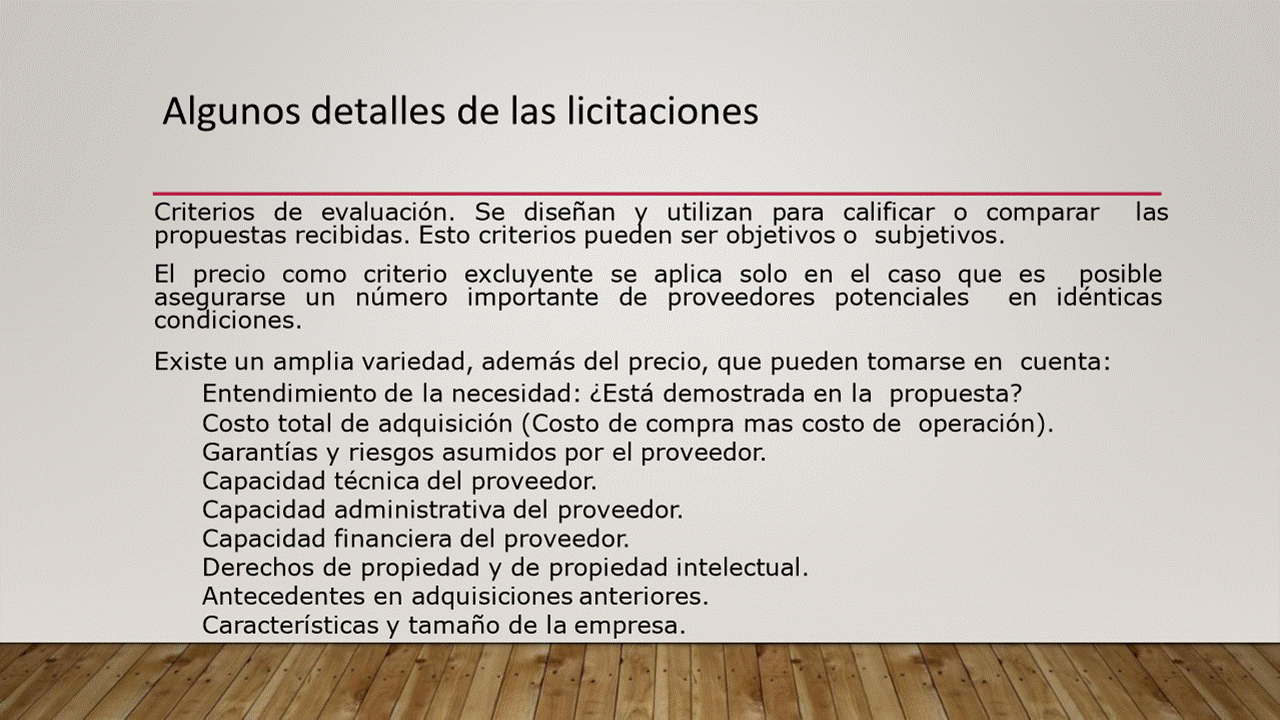 Algunos detalles de las licitaciones
Criterios de evaluación. Se diseñan y utilizan para calificar o comparar las
propuestas recibidas. Esto criterios pueden ser objetivos o subjetivos.
El precio como criterio excluyente se aplica solo en el caso que es posible
asegurarse un número importante de proveedores potenciales en idénticas
condiciones.
Existe un amplia variedad, además del precio, que pueden tomarse en cuenta:
Entendimiento de la necesidad: ¿Está demostrada en la propuesta?
Costo total de adquisición (Costo de compra mas costo de operación).
Garantías y riesgos asumidos por el proveedor.
Capacidad técnica del proveedor.
Capacidad administrativa del proveedor.
Capacidad financiera del proveedor.
Derechos de propiedad y de propiedad intelectual.
Antecedentes en adquisiciones anteriores.
Características y tamaño de la empresa.